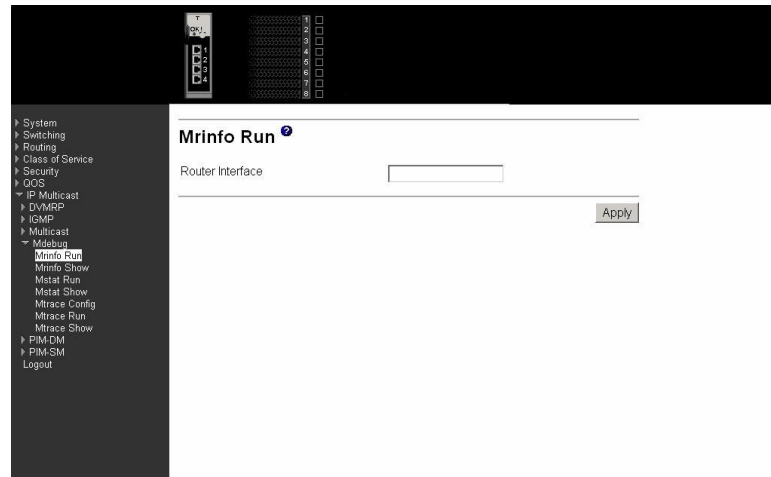 T
OK!
1
2
3
4
1
2
3
4
5
6
7
8
System
Switching
Routing
Class of Service
Security
QOS
IP Multicast
DVMRP
IGMP
Multicast
Mdebug
Mrinfo Run
Mrinfo Show
Mstat Run
Mstat Show
Mtrace Config
Mtrace Run
Mtrace Show
PIM-DM
PIM-SM
Logout
Mrinfo Run ?
Router Interface
Apply